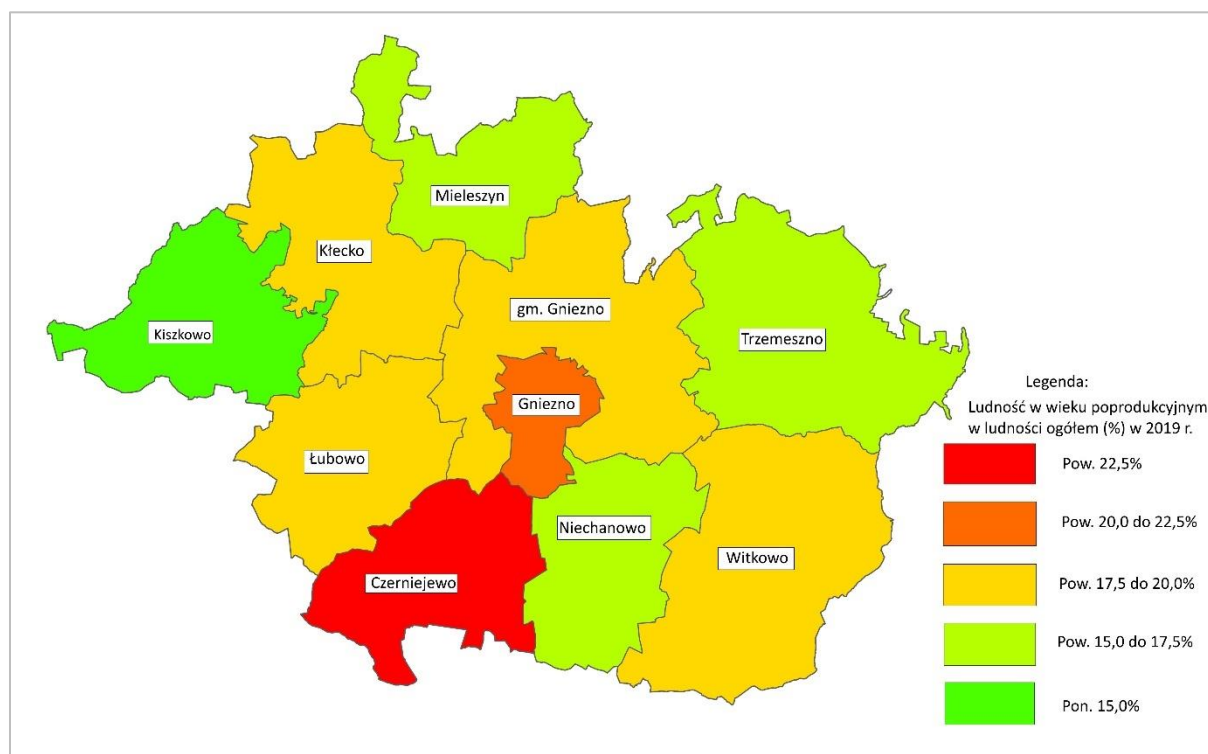 Mieleszyn
Kłecko
gm. Gniezno
Kiszkowo
Trzemeszno
Gniezno
Łubowo
Niechanowo
Witkowo
Czerniejewo
Legenda:
Ludność w wieku poprodukcyjnym
w ludności ogółem (%) w 2019 r.
Pow. 22,5%
Pow. 20,0 do 22,5%
Pow. 17,5 do 20,0%
Pow. 15,0 do 17,5%
Pon. 15,0%